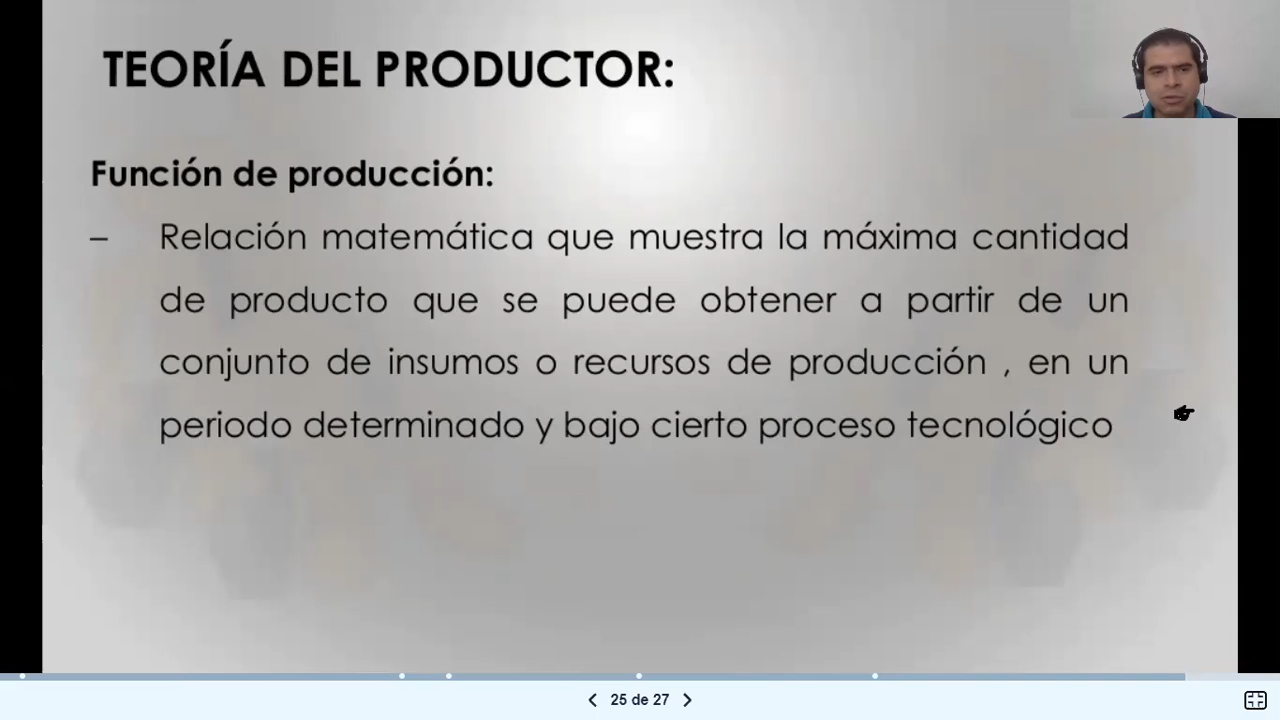 TEORÍA DEL PRODUCTOR:
Función de producción:
– Relación matemática que muestra la máxima cantidad
de producto que se puede obtener a partir de un
conjunto de insumos o recursos de producción , en un
periodo determinado y bajo cierto proceso tecnológico
25 de 27